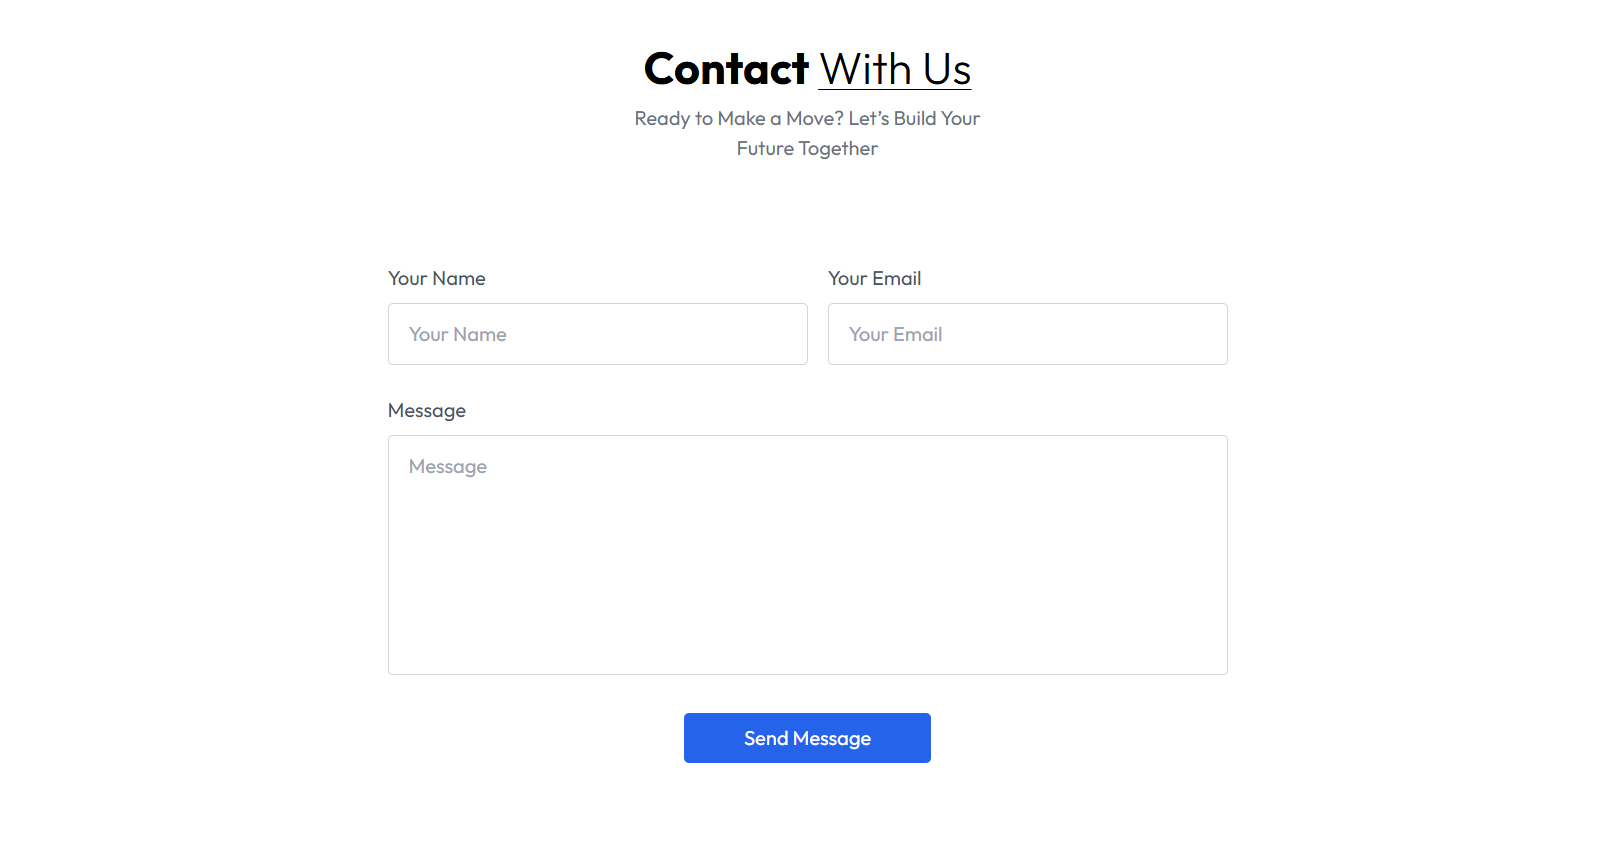 Contact With Us
Ready to Make a Move? Let’s Build Your
Future Together
Your Name
Your Email
Your Name
Your Email
Message
Message
Send Message